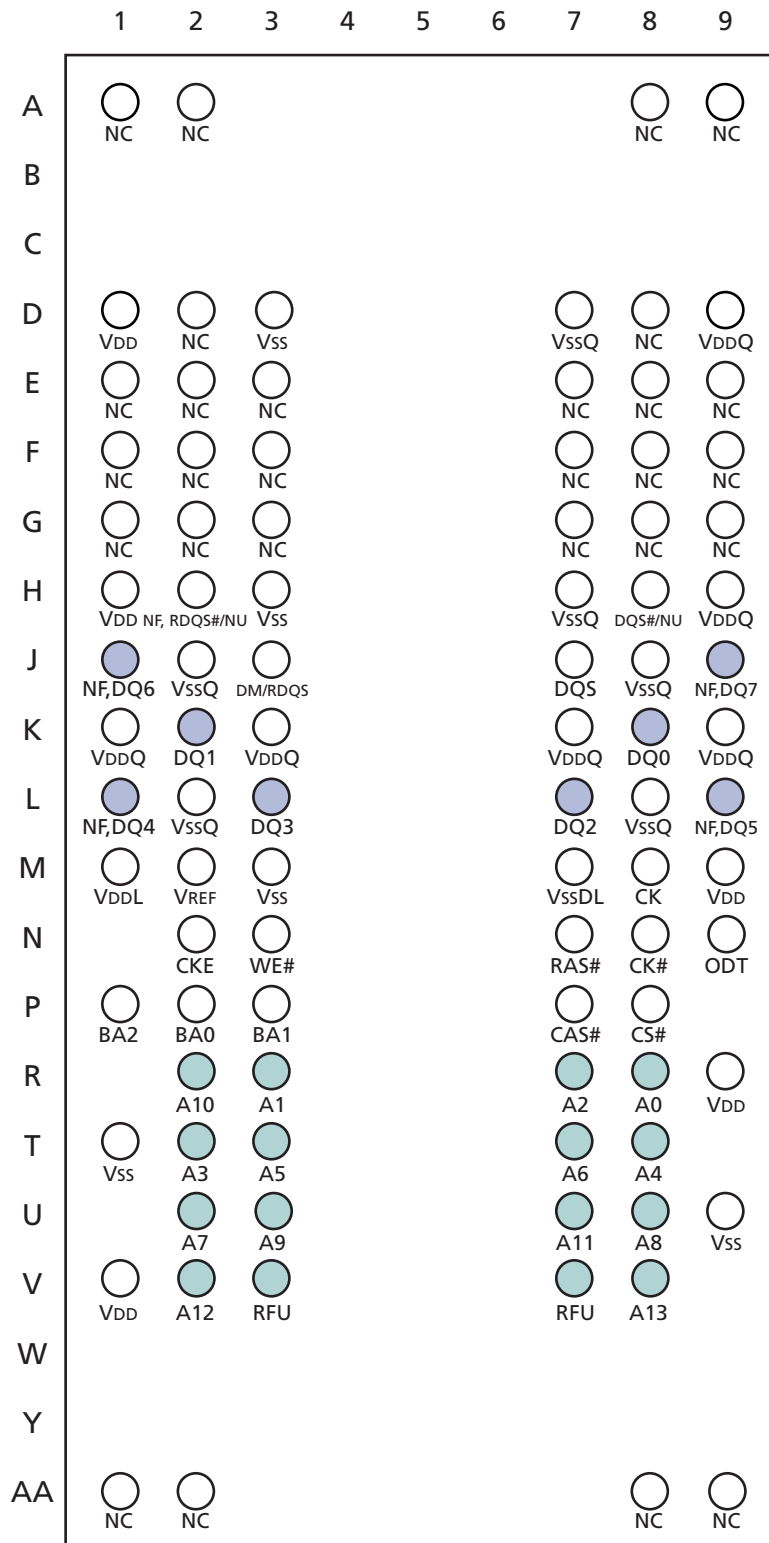 1 2 3 4 5 6 7 8 9
A
NC NC NC NC
B
C
D
VDD NC VSS VSSQ NC VDDQ
E
NC NC NC NC NC NC
F
NC NC NC NC NC NC
G
NC NC NC NC NC NC
H
VDD NF, RDQS#/NU VSS VSSQ DQS#/NU VDDQ
J
NF,DQ6 VSSQ DM/RDQS DQS VSSQ NF,DQ7
K
VDDQ DQ1 VDDQ VDDQ DQ0 VDDQ
L
NF,DQ4 VSSQ DQ3 DQ2 VSSQ NF,DQ5
M
VDDL VREF VSS VSSDL CK VDD
N
CKE WE# RAS# CK# ODT
P
BA2 BA0 BA1 CAS# CS#
R
A10 A1 A2 A0 VDD
T
VSS A3 A5 A6 A4
U
A7 A9 A11 A8 VSS
V
VDD A12 RFU RFU A13
W
Y
AA
NC NC NC NC